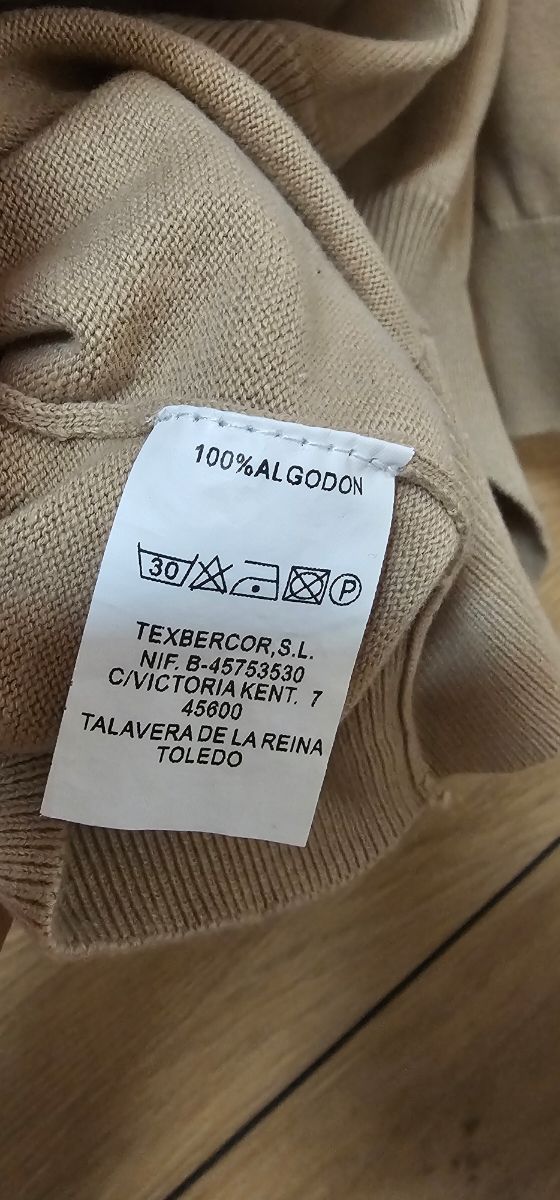 100%ALGODON
30 P
TEXBERCOR,S.L.
NIF. B-45753530
C/VICTORIA KENT. 7
45600
TALAVERA DE LA REINA
TOLEDO